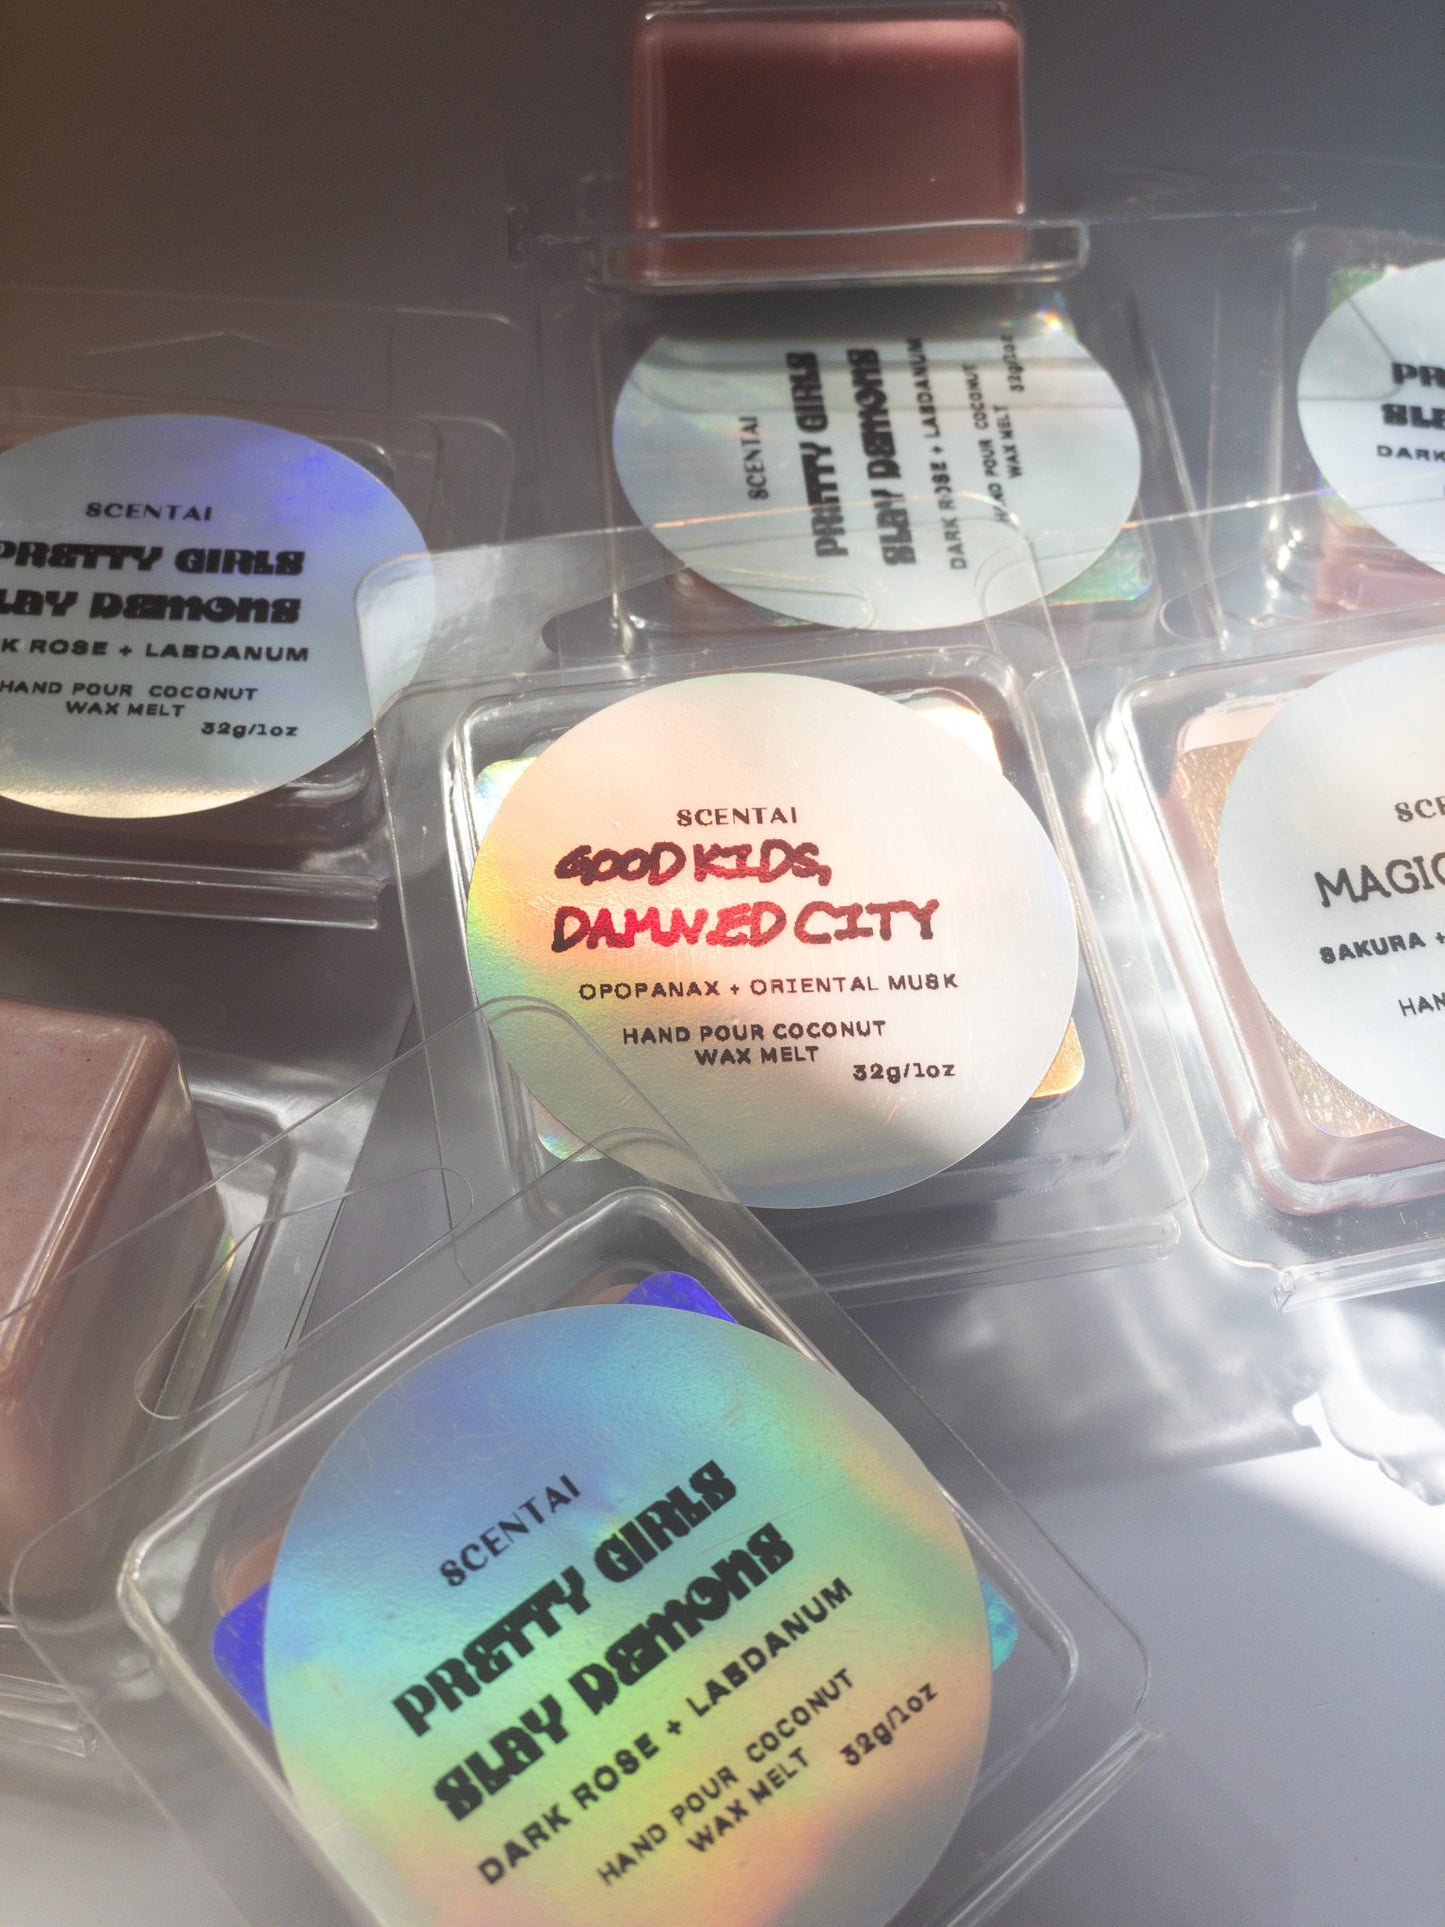 SCENTAI
PRETTY GIRLS
SLAY DEMONS
DARK ROSE + LABDANUM
HAND POUR COCONUT
WAX MELT
32g/1oz
DARK
SCENTAI
PRETTY GIRLS
DEMONS
ROSE + LABDANUM
HAND POUR COCONUT
WAX MELT
32g/1oz
SCENTAI
GOOD KIDS,
DAMNED CITY
OPOPANAX + ORIENTAL MUSK
HAND POUR COCONUT
WAX MELT
32g/1oz
MAGIC
SAKURA +
SCENTAI
PRETTY GIRLS
SLAY DEMONS
DARK ROSE + LABDANUM
HAND POUR COCONUT
WAX MELT
32g/1oz